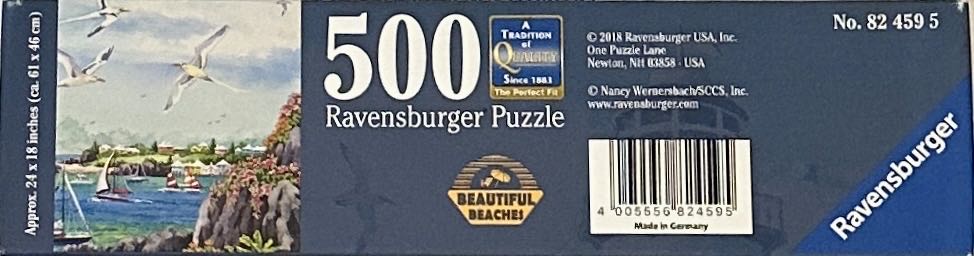 Approx. 24 x 18 inches (ca. 61 x 46 cm)
500
Ravensburger Puzzle
A
TRADITION
of
QUALITY
Since 1883
The Perfect Fit
BEAUTIFUL
BEACHES
© 2018 Ravensburger USA, Inc.
One Puzzle Lane
Newton, NH 03858 · USA
© Nancy Wernersbach/SCCS, Inc.
www.ravensburger.com
4 005556 824595
Made in Germany
No. 82 459 5
Ravensburger